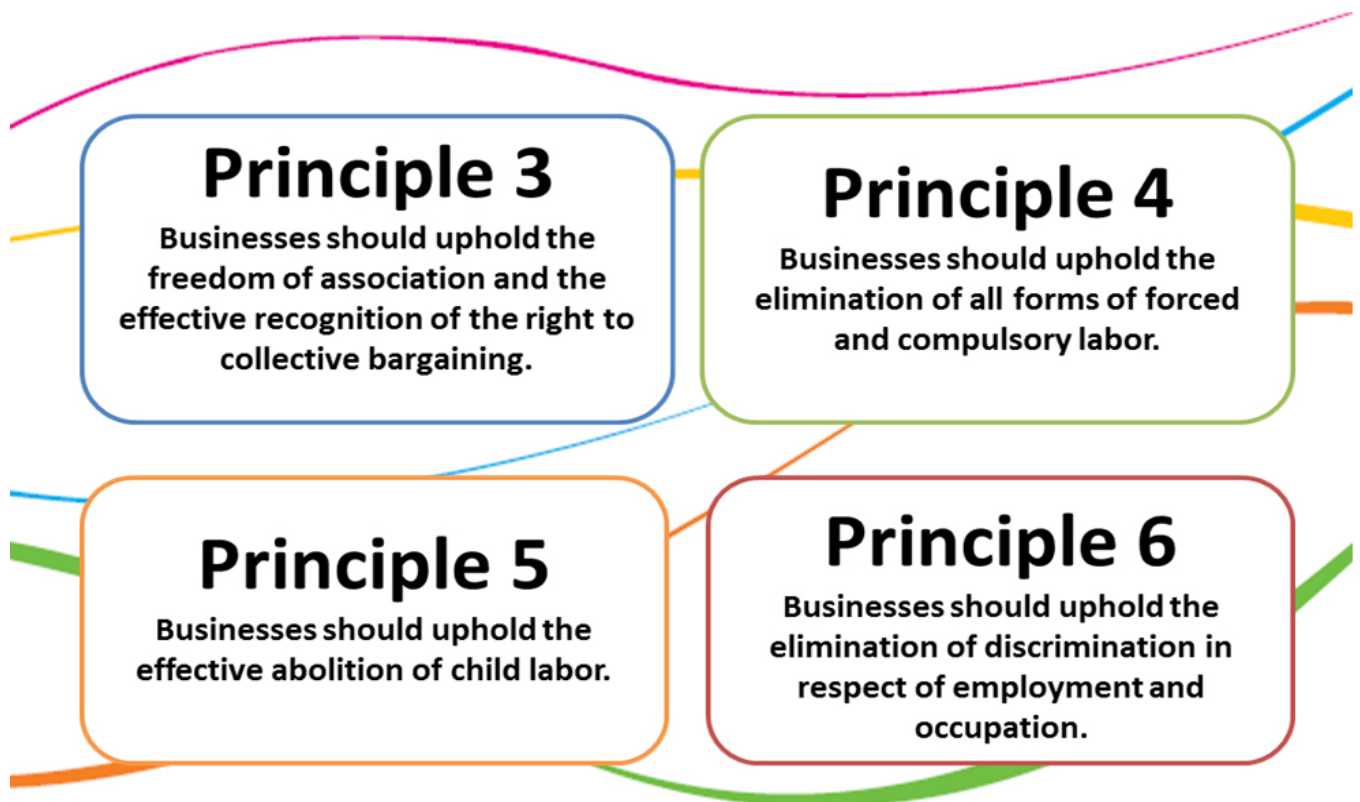 Principle 3
Businesses should uphold the
freedom of association and the
effective recognition of the right to
collective bargaining.
Principle 4
Businesses should uphold the
elimination of all forms of forced
and compulsory labor.
Principle 5
Businesses should uphold the
effective abolition of child labor.
Principle 6
Businesses should uphold the
elimination of discrimination in
respect of employment and
occupation.